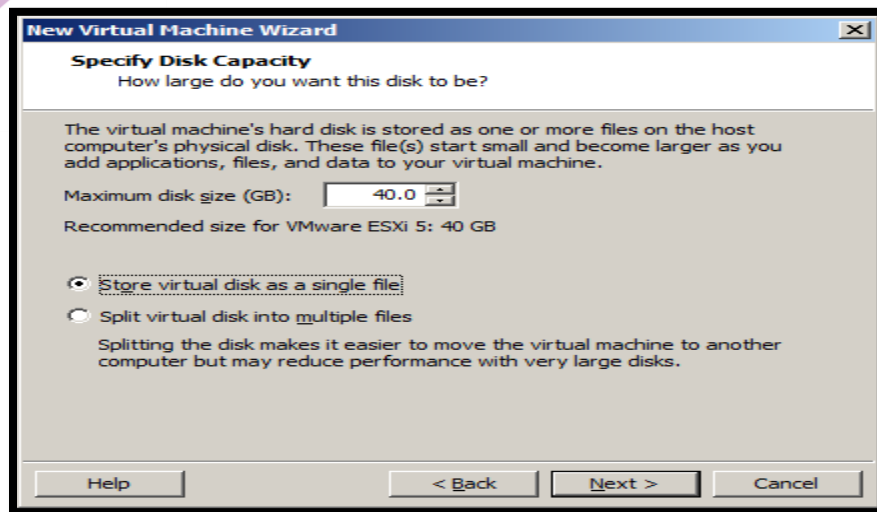 New Virtual Machine Wizard
Specify Disk Capacity
How large do you want this disk to be?
The virtual machine's hard disk is stored as one or more files on the host
computer's physical disk. These file(s) start small and become larger as you
add applications, files, and data to your virtual machine.
Maximum disk size (GB): 40.0
Recommended size for VMware ESXi 5: 40 GB
Store virtual disk as a single file
Split virtual disk into multiple files
Splitting the disk makes it easier to move the virtual machine to another
computer but may reduce performance with very large disks.
Help < Back Next > Cancel